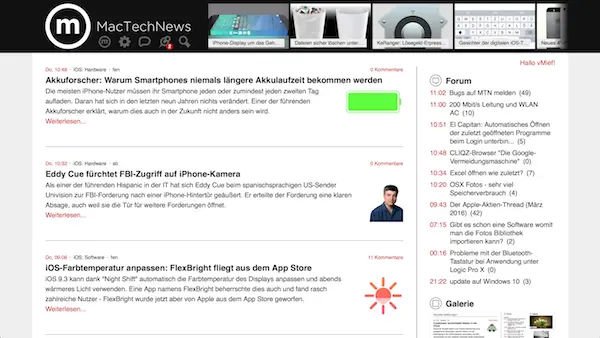 MacTechNews
iPhone-Display um das Geh...
Dateien sicher löschen unter...
KeRanger: Lösegeld-Erpress...
Gesichter der digitalen iOS-T...
Neues 4
Hallo vMief!
Do, 10:48 · iOS: Hardware · fen
0 Kommentare
Akkuforscher: Warum Smartphones niemals längere Akkulaufzeit bekommen werden
Die meisten iPhone-Nutzer müssen ihr Smartphone jeden oder zumindest jeden zweiten Tag
aufladen. Daran hat sich in den letzten neun Jahren nichts verändert. Einer der führenden
Akkuforscher erklärt, warum dies auch in der Zukunft nicht anders sein wird.
Weiterlesen...
Do, 10:32 · iOS: Hardware · sb
0 Kommentare
Eddy Cue fürchtet FBI-Zugriff auf iPhone-Kamera
Als einer der führenden Hispanic in der IT hat sich Eddy Cue beim spanischsprachigen US-Sender
Univision zur FBI-Forderung nach einer iPhone-Hintertür geäußert. Er erteilte der Forderung eine klare
Absage, auch weil sie die Tür für weitere Forderungen öffnet.
Weiterlesen...
Do, 09:08 · iOS: Software · fen
11 Kommentare
iOS-Farbtemperatur anpassen: FlexBright fliegt aus dem App Store
iOS 9.3 kann dank "Night Shift" automatisch die Farbtemperatur des Displays anpassen und abends
wärmeres Licht verwenden. Eine App namens FlexBright beherrschte dies auch und fand rasch
zahlreiche Nutzer - FlexBright wurde jetzt aber von Apple aus dem App Store geworfen.
Weiterlesen...
Forum
11:02 Bugs auf MTN melden (49)
11:00 200 Mbit/s Leitung und WLAN
AC (10)
10:51 El Capitan: Automatisches Öffnen
der zuletzt geöffneten Programme
beim Login unterbin... (5)
10:48 CLIQZ-Browser "Die Google-
Vermeidungsmaschine" (0)
10:34 Excel öffnen wie zuletzt? (7)
10:20 OSX Fotos - sehr viel
Speicherverbrauch (4)
09:43 Der Apple-Aktien-Thread (März
2016) (42)
07:15 Gibt es schon eine Software womit
man die Fotos Bibliothek
importieren kann? (2)
00:16 Probleme mit der Bluetooth-
Tastatur bei Anwendung unter
Logic Pro X (0)
21:22 update auf Windows 10 (3)
Galerie